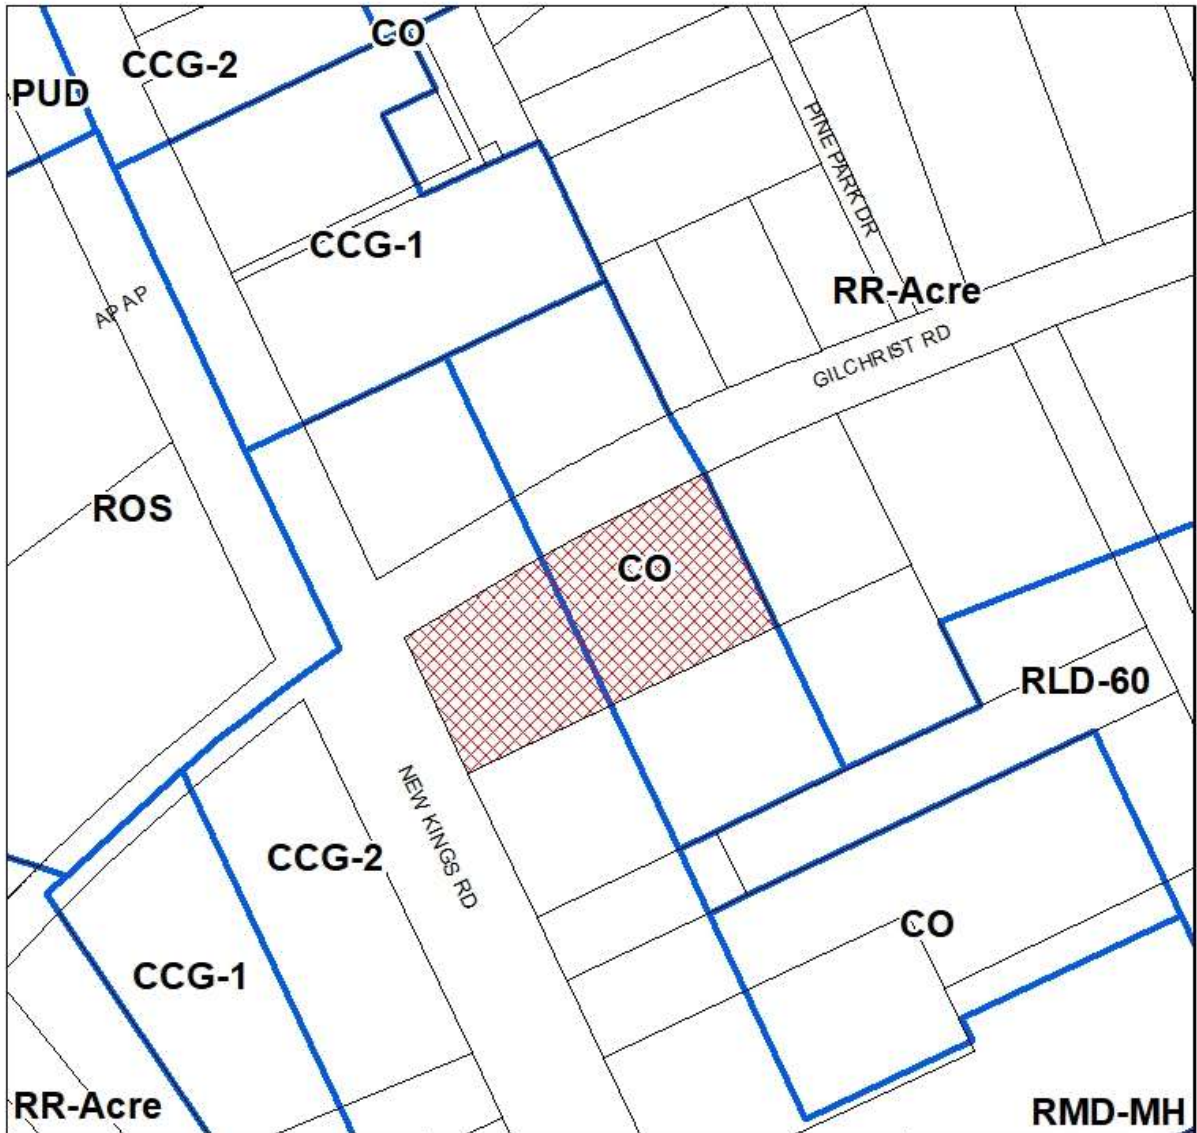 CO
CCG-2
PUD
PINE PARK DR
CCG-1
RR-Acre
AP AP
GILCHRIST RD
ROS
CO
RLD-60
NEW KINGS RD
CCG-2
CO
CCG-1
RR-Acre
RMD-MH